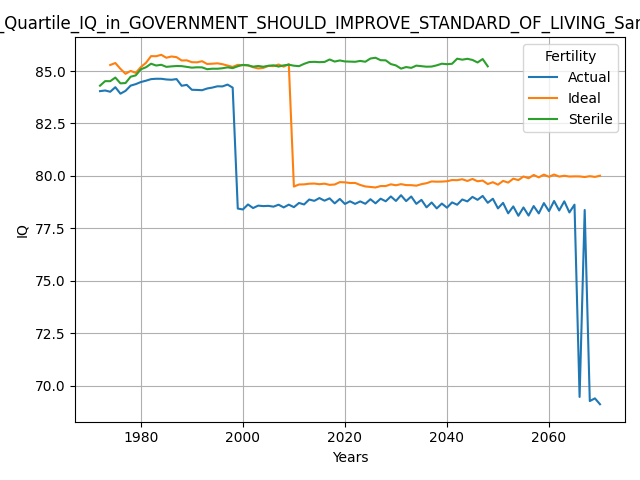 _Quartile_IQ_in_GOVERNMENT_SHOULD_IMPROVE_STANDARD_OF_LIVING_Sa
Fertility
Actual
Ideal
Sterile
85.0
82.5
80.0
77.5
75.0
72.5
70.0
IQ
1980
2000
2020
2040
2060
Years